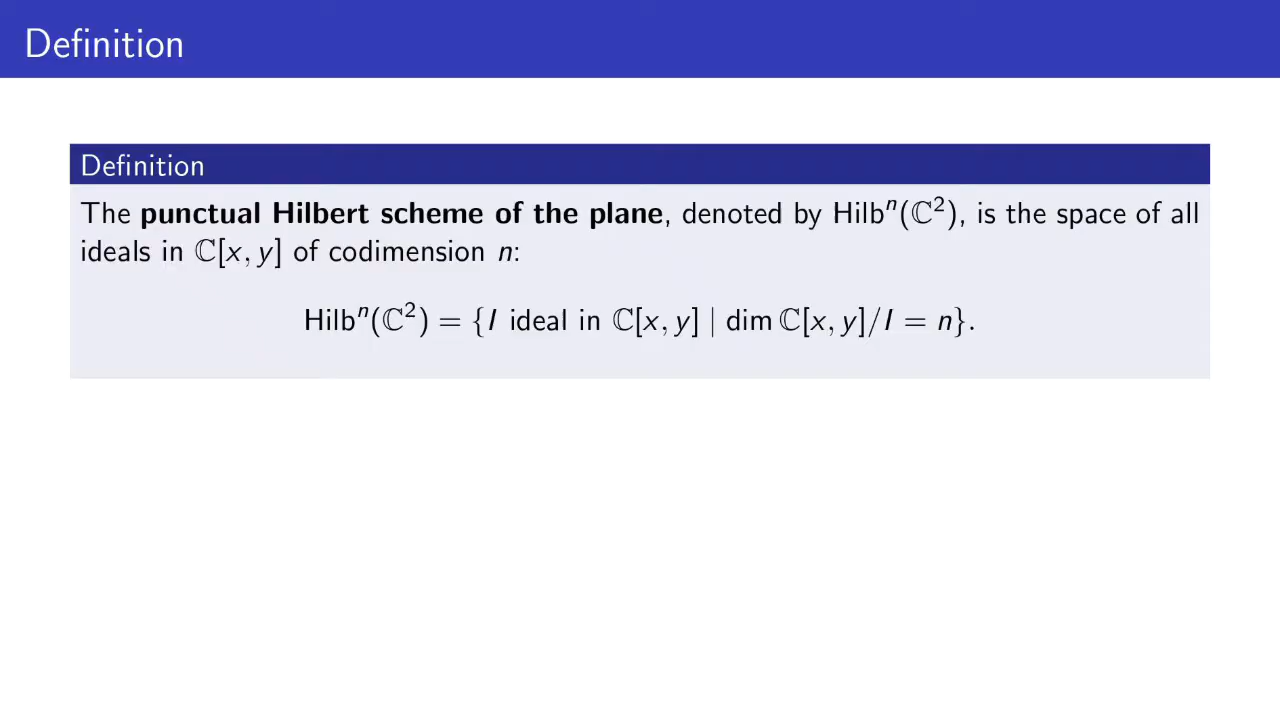 Definition
Definition
The punctual Hilbert scheme of the plane, denoted by Hilbⁿ(ℂ²), is the space of all
ideals in ℂ[x, y] of codimension n:
Hilbⁿ(ℂ²) = {I ideal in ℂ[x, y] | dim ℂ[x, y]/I = n}.